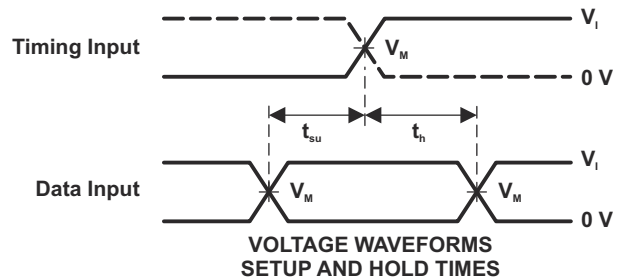 V_I
Timing Input
V_M
0 V
t_su
t_h
V_I
Data Input
V_M
V_M
0 V
VOLTAGE WAVEFORMS
SETUP AND HOLD TIMES